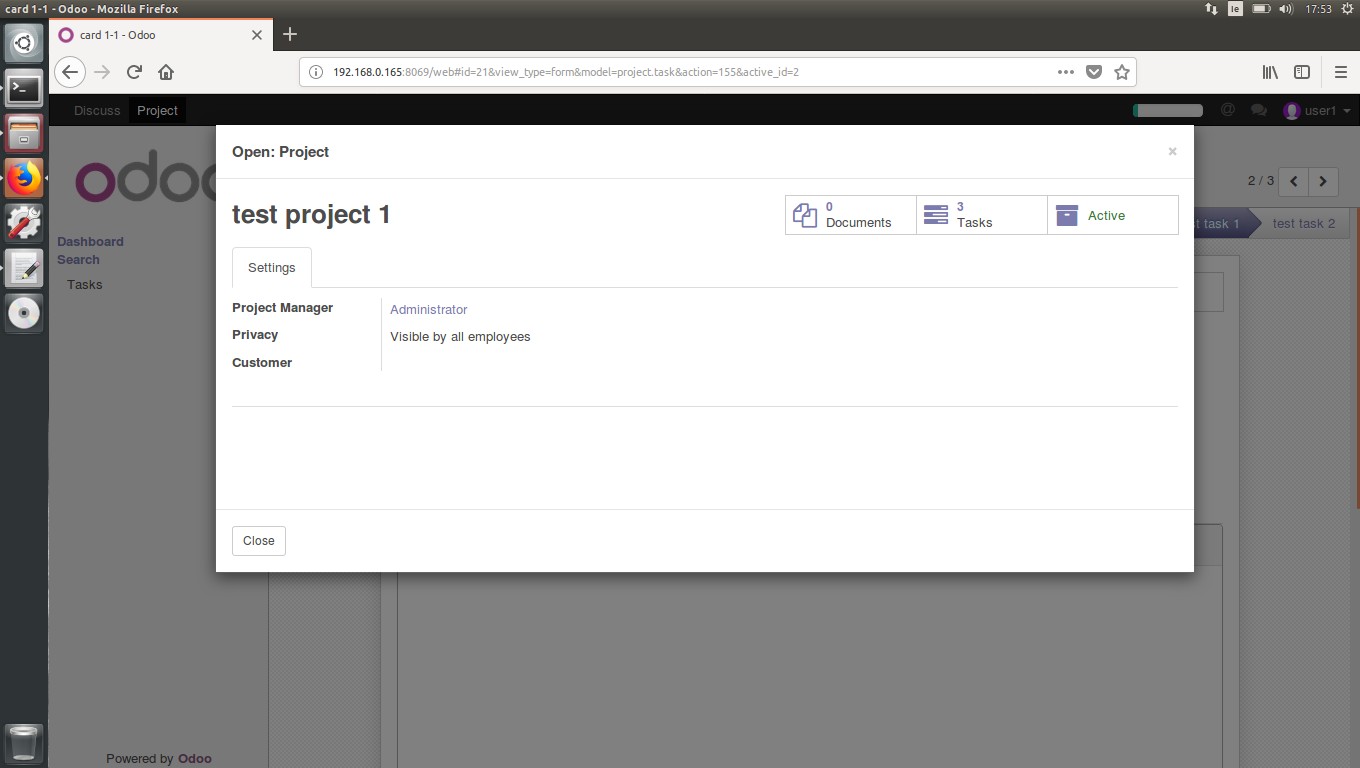 card 1-1 - Odoo - Mozilla Firefox
Ie
17:53
card 1-1 - Odoo
192.168.0.165:8069/web#id=21&view_type=form&model=project.task&action=155&active_id=2
Discuss
Project
@
user1
Open: Project
×
odoo
2 / 3
test project 1
0
Documents
3
Tasks
Active
t task 1
test task 2
Dashboard
Search
Tasks
Settings
Project Manager
Administrator
Privacy
Visible by all employees
Customer
Close
Powered by Odoo